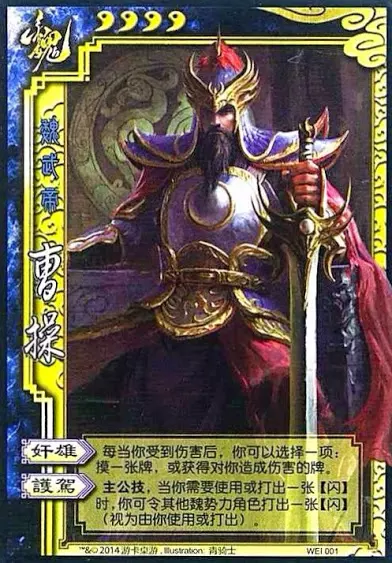 魏
魏武帝
曹操
奸雄
每当你受到伤害后，你可以选择一项：
摸一张牌，或获得对你造成伤害的牌。
護駕
主公技，当你需要使用或打出一张【闪】
时，你可令其他魏势力角色打出一张【闪】
（视为由你使用或打出）。
™&© 2014 游卡桌游 , Illustration: 青骑士
WEI 001